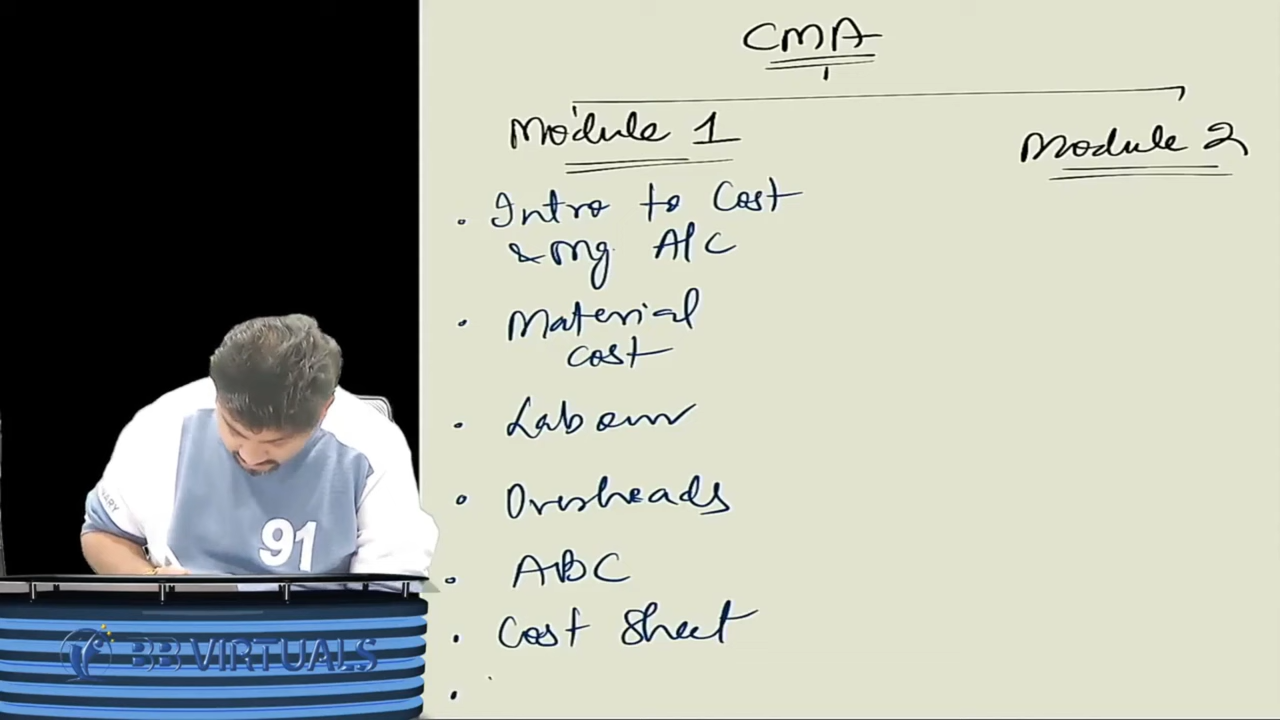 CMA
Module 1
Module 2
• Intro to Cost
& Mg. A/C
• Material
Cost
• Labour
• Overheads
• ABC
• Cost Sheet
•
91
BB VIRTUALS